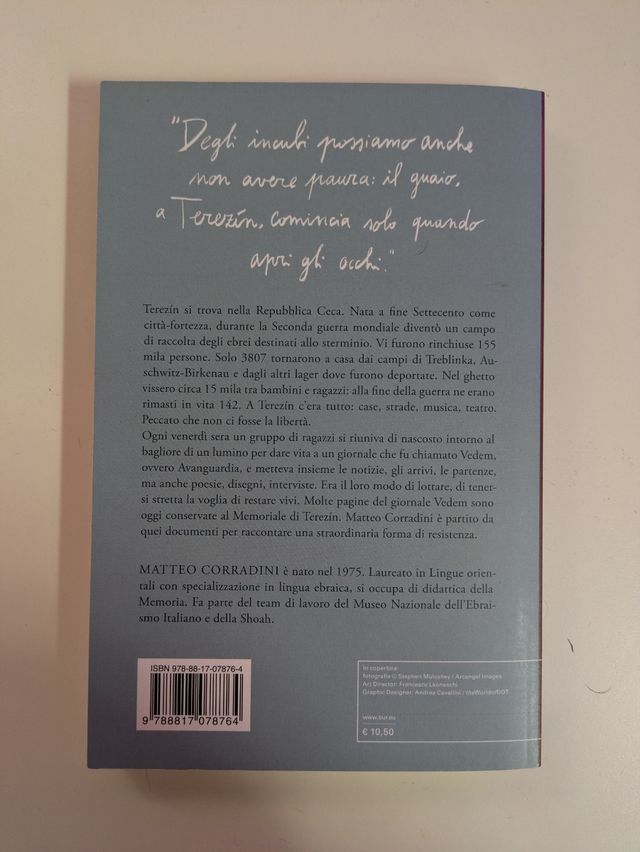 "Degli incubi possiamo anche
non avere paura: il guaio,
a Terezín, comincia solo quando
apri gli occhi."
Terezín si trova nella Repubblica Ceca. Nata a fine Settecento come
città-fortezza, durante la Seconda guerra mondiale diventò un campo
di raccolta degli ebrei destinati allo sterminio. Vi furono rinchiuse 155
mila persone. Solo 3807 tornarono a casa dai campi di Treblinka, Au-
schwitz-Birkenau e dagli altri lager dove furono deportate. Nel ghetto
vissero circa 15 mila tra bambini e ragazzi: alla fine della guerra ne erano
rimasti in vita 142. A Terezín c'era tutto: case, strade, musica, teatro.
Peccato che non ci fosse la libertà.
Ogni venerdì sera un gruppo di ragazzi si riuniva di nascosto intorno al
bagliore di un lumino per dare vita a un giornale che fu chiamato Vedem,
ovvero Avanguardia, e metteva insieme le notizie, gli arrivi, le partenze,
ma anche poesie, disegni, interviste. Era il loro modo di lottare, di tener-
si stretta la voglia di restare vivi. Molte pagine del giornale Vedem sono
oggi conservate al Memoriale di Terezín. Matteo Corradini è partito da
quei documenti per raccontare una straordinaria forma di resistenza.
MATTEO CORRADINI è nato nel 1975. Laureato in Lingue orien-
tali con specializzazione in lingua ebraica, si occupa di didattica della
Memoria. Fa parte del team di lavoro del Museo Nazionale dell'Ebrai-
smo Italiano e della Shoah.
ISBN 978-88-17-07876-4
9 788817 078764
In copertina:
fotografia © Stephen Mulcahey / Arcangel Images
Art Director: Francesca Leoneschi
Graphic Designer: Andrea Cavallini / theWorldofDOT
www.bur.eu
€ 10,50